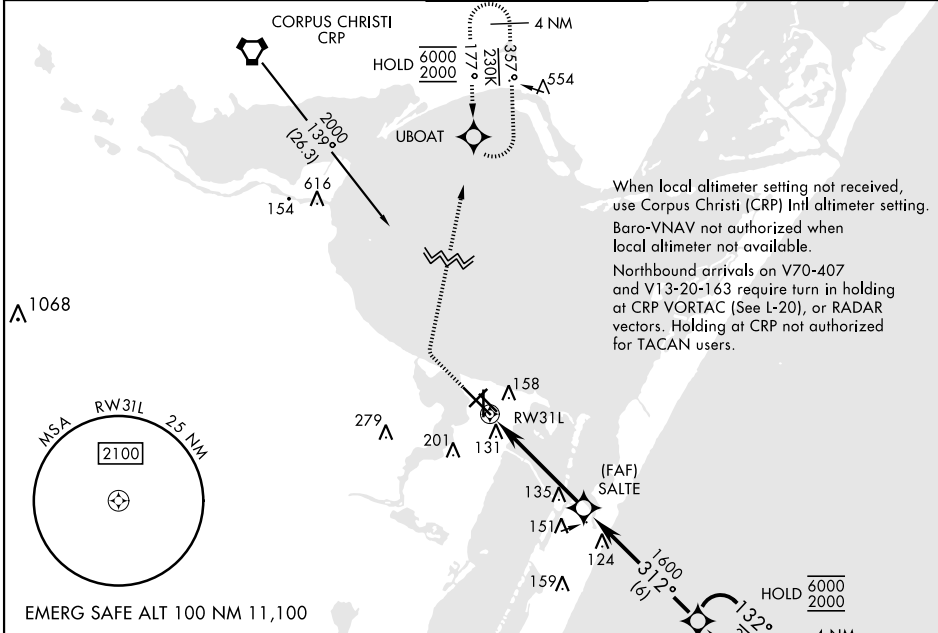 CORPUS CHRISTI
CRP
4 NM
HOLD 6000
2000
177°
230K
357°
554
UBOAT
2000
139°
(26.3)
616
154
When local altimeter setting not received,
use Corpus Christi (CRP) Intl altimeter setting.
Baro-VNAV not authorized when
local altimeter not available.
Northbound arrivals on V70-407
and V13-20-163 require turn in holding
at CRP VORTAC (See L-20), or RADAR
vectors. Holding at CRP not authorized
for TACAN users.
1068
158
RW31L
279
201
131
MSA RW31L 25 NM
2100
(FAF)
SALTE
135
151
124
159
1600
312°
(6)
HOLD 6000
2000
132°
4 NM
EMERG SAFE ALT 100 NM 11,100